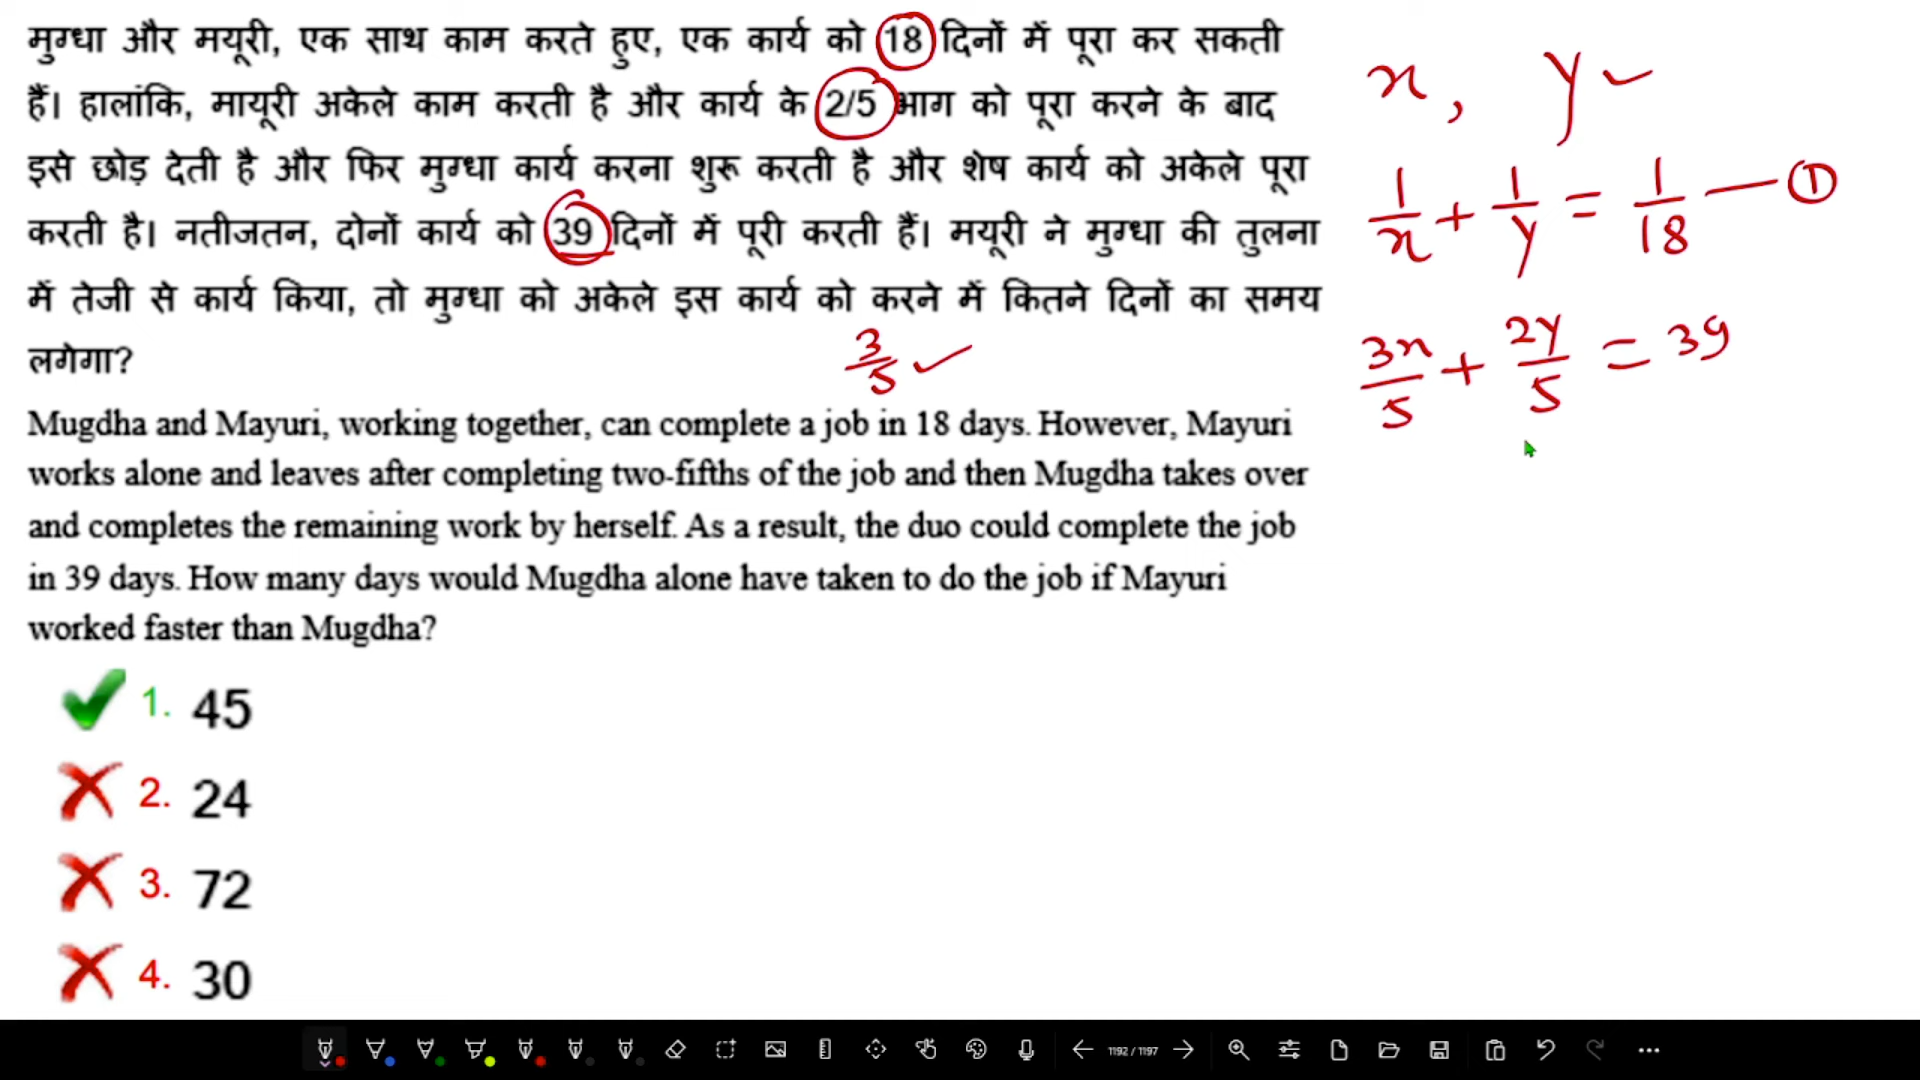 मुग्धा और मयूरी, एक साथ काम करते हुए, एक कार्य को 18 दिनों में पूरा कर सकती
हैं। हालांकि, मायूरी अकेले काम करती है और कार्य के 2/5 भाग को पूरा करने के बाद
इसे छोड़ देती है और फिर मुग्धा कार्य करना शुरू करती है और शेष कार्य को अकेले पूरा
करती है। नतीजतन, दोनों कार्य को 39 दिनों में पूरी करती हैं। मयूरी ने मुग्धा की तुलना
में तेजी से कार्य किया, तो मुग्धा को अकेले इस कार्य को करने में कितने दिनों का समय
लगेगा?
3/5 ✓
Mugdha and Mayuri, working together, can complete a job in 18 days. However, Mayuri
works alone and leaves after completing two-fifths of the job and then Mugdha takes over
and completes the remaining work by herself. As a result, the duo could complete the job
in 39 days. How many days would Mugdha alone have taken to do the job if Mayuri
worked faster than Mugdha?
1. 45
2. 24
3. 72
4. 30
x, y ✓
1/x + 1/y = 1/18 — ①
3x/5 + 2y/5 = 39
1192 / 1197